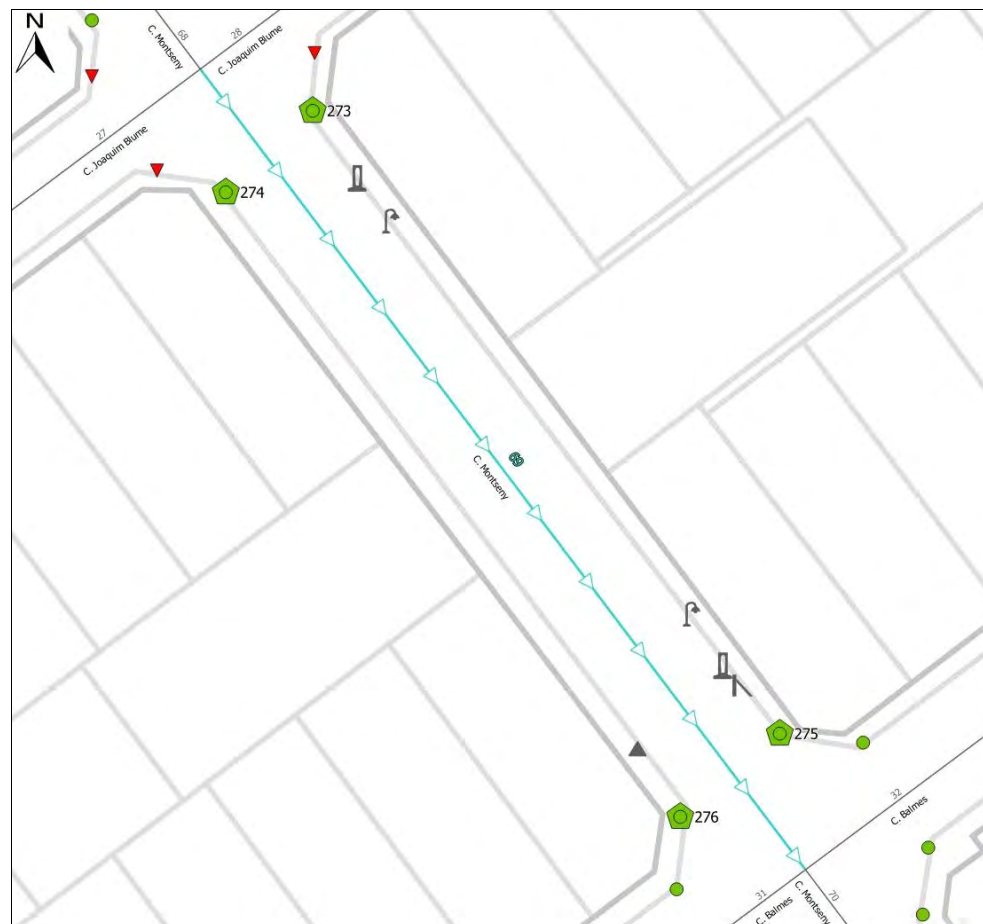 N
68
C. Montseny
28
C. Joaquim Blume
27
C. Joaquim Blume
273
274
69
C. Montseny
275
276
32
C. Balmes
31
C. Balmes
C. Montseny
70